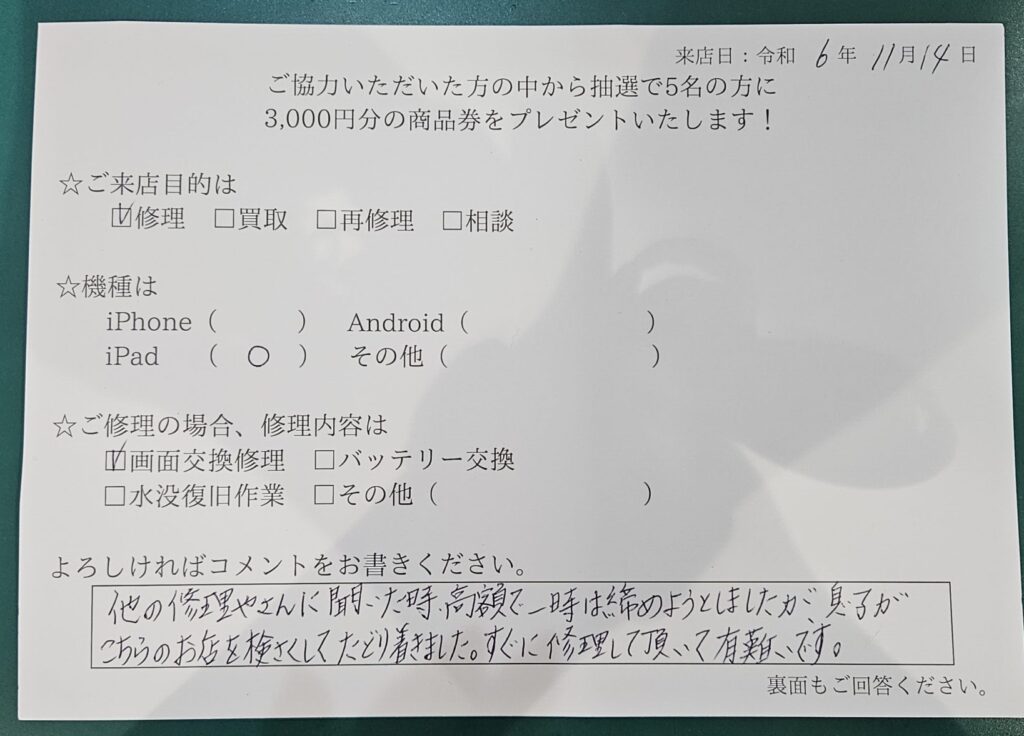 来店日：令和 6年 11月14日
ご協力いただいた方の中から抽選で5名の方に
3,000円分の商品券をプレゼントいたします！
☆ご来店目的は
☑修理 □買取 □再修理 □相談
☆機種は
iPhone（ ） Android（ ）
iPad （ ○ ） その他（ ）
☆ご修理の場合、修理内容は
☑画面交換修理 □バッテリー交換
□水没復旧作業 □その他（ ）
よろしければコメントをお書きください。
他の修理やさんに聞いた時、高額で一時は締めようとしましたが、息子が
こちらのお店を検さくしてたどり着きました。すぐに修理して頂いて有難いです。
裏面もご回答ください。